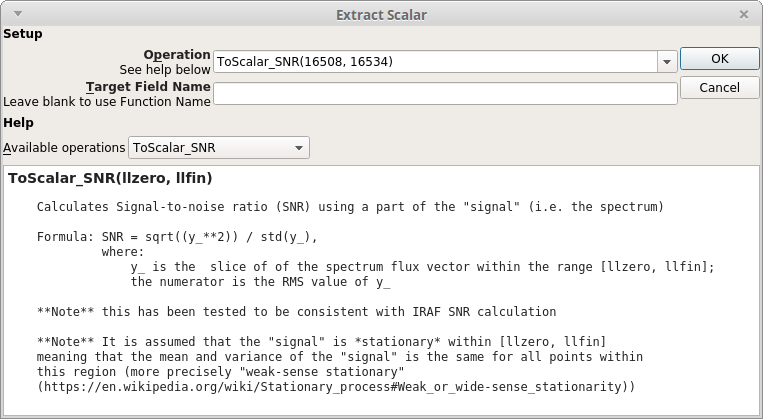 Extract Scalar
Setup
Operation
See help below
ToScalar_SNR(16508, 16534)
OK
Target Field Name
Leave blank to use Function Name
Cancel
Help
Available operations ToScalar_SNR
ToScalar_SNR(llzero, llfin)
Calculates Signal-to-noise ratio (SNR) using a part of the "signal" (i.e. the spectrum)
Formula: SNR = sqrt((y_**2)) / std(y_),
where:
y_ is the  slice of of the spectrum flux vector within the range [llzero, llfin];
the numerator is the RMS value of y_
**Note** this has been tested to be consistent with IRAF SNR calculation
**Note** It is assumed that the "signal" is *stationary* within [llzero, llfin]
meaning that the mean and variance of the "signal" is the same for all points within
this region (more precisely "weak-sense stationary"
(https://en.wikipedia.org/wiki/Stationary_process#Weak_or_wide-sense_stationarity))